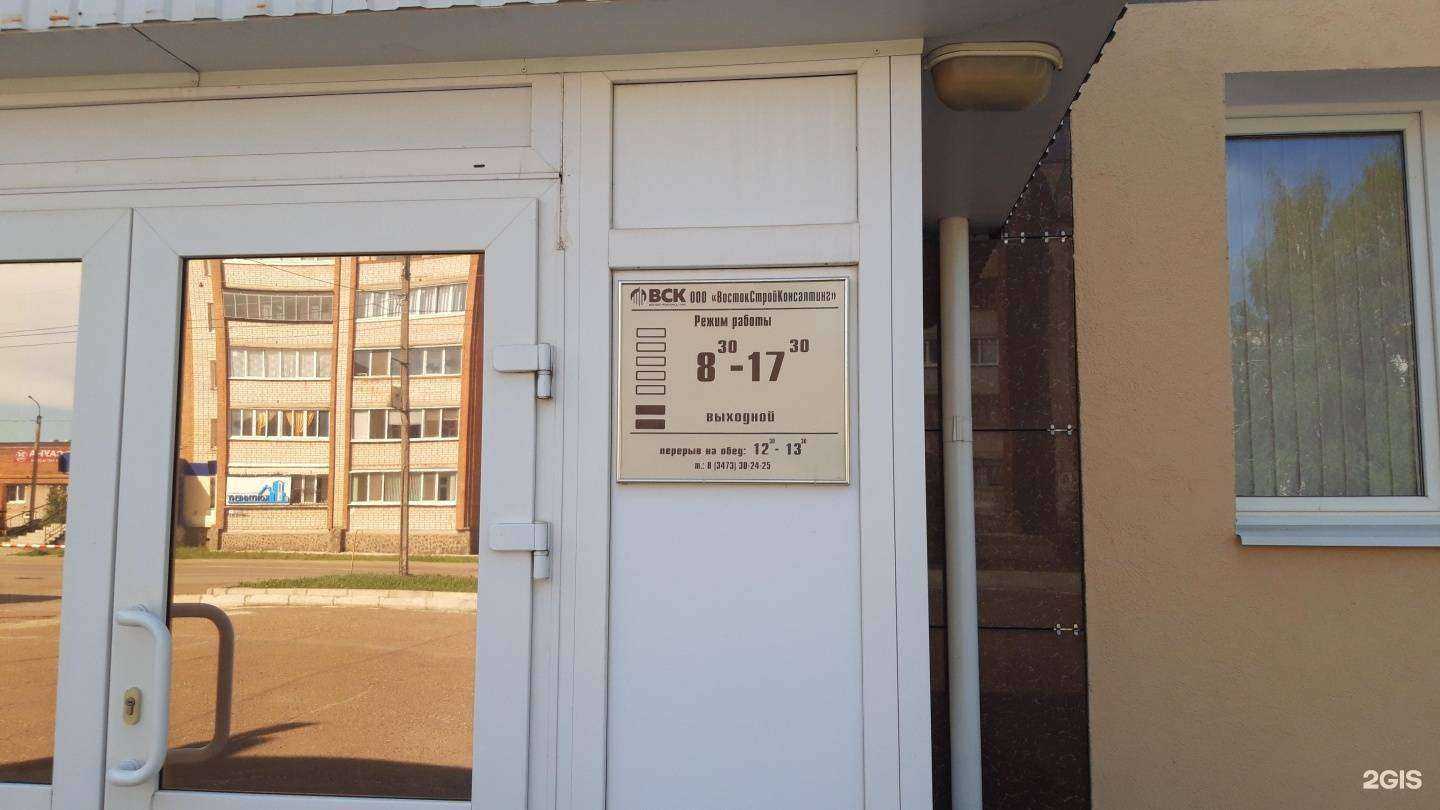 ВСК ООО «ВостокСтройКонсалтинг»
Режим работы
8 30 - 17 30
выходной
перерыв на обед: 12 30 - 13 30
т.: 8 (3473) 30-24-25
2GIS